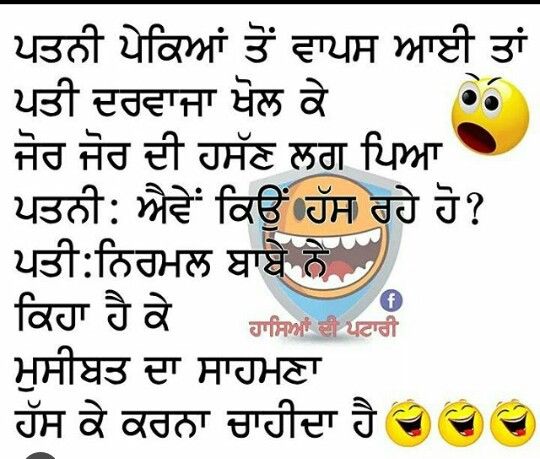 ਪਤਨੀ ਪੇਕਿਆਂ ਤੋਂ ਵਾਪਸ ਆਈ ਤਾਂ
ਪਤੀ ਦਰਵਾਜਾ ਖੋਲ ਕੇ
ਜੋਰ ਜੋਰ ਦੀ ਹਸੱਣ ਲਗ ਪਿਆ
ਪਤਨੀ: ਐਵੇਂ ਕਿਉਂ ਹੱਸ ਰਹੇ ਹੋ?
ਪਤੀ:ਨਿਰਮਲ ਬਾਬੇ ਨੇ
ਕਿਹਾ ਹੈ ਕੇ
f
ਹਾਸਿਆਂ ਦੀ ਪਟਾਰੀ
ਮੁਸੀਬਤ ਦਾ ਸਾਹਮਣਾ
ਹੱਸ ਕੇ ਕਰਨਾ ਚਾਹੀਦਾ ਹੈ